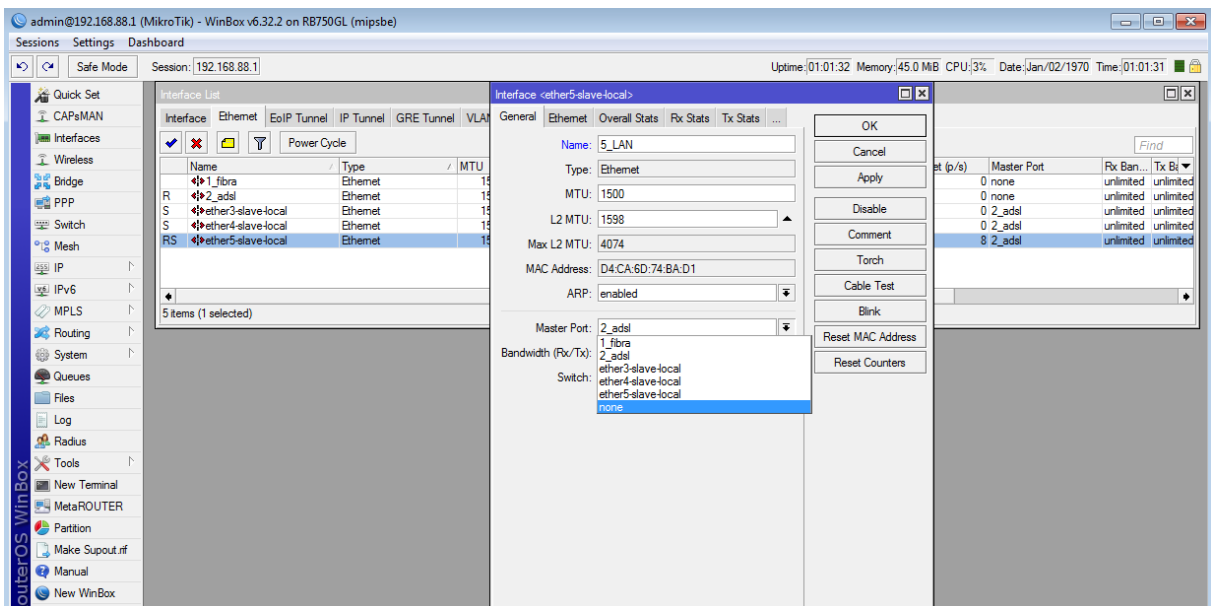 admin@192.168.88.1 (MikroTik) - WinBox v6.32.2 on RB750GL (mipsbe)
Sessions Settings Dashboard
Safe Mode Session: 192.168.88.1 Uptime: 01:01:32 Memory: 45.0 MiB CPU: 3% Date: Jan/02/1970 Time: 01:01:31
Quick Set
CAPsMAN
Interfaces
Wireless
Bridge
PPP
Switch
Mesh
IP
IPv6
MPLS
Routing
System
Queues
Files
Log
Radius
Tools
New Terminal
MetaROUTER
Partition
Make Supout.rif
Manual
New WinBox
outerOS WinBox
Interface List
Interface Ethernet EoIP Tunnel IP Tunnel GRE Tunnel VLA
Power Cycle
Find
Name Type MTU et (p/s) Master Port Rx Ban... Tx Ba
1_fibra Ethernet 15 0 none unlimited unlimited
R 2_adsl Ethernet 15 0 none unlimited unlimited
S ether3-slave-local Ethernet 15 0 2_adsl unlimited unlimited
S ether4-slave-local Ethernet 15 0 2_adsl unlimited unlimited
RS ether5-slave-local Ethernet 15 8 2_adsl unlimited unlimited
5 items (1 selected)
Interface <ether5-slave-local>
General Ethernet Overall Stats Rx Stats Tx Stats ...
Name: 5_LAN
Type: Ethernet
MTU: 1500
L2 MTU: 1598
Max L2 MTU: 4074
MAC Address: D4:CA:6D:74:BA:D1
ARP: enabled
Master Port: 2_adsl
Bandwidth (Rx/Tx):
Switch:
1_fibra
2_adsl
ether3-slave-local
ether4-slave-local
ether5-slave-local
none
OK
Cancel
Apply
Disable
Comment
Torch
Cable Test
Blink
Reset MAC Address
Reset Counters